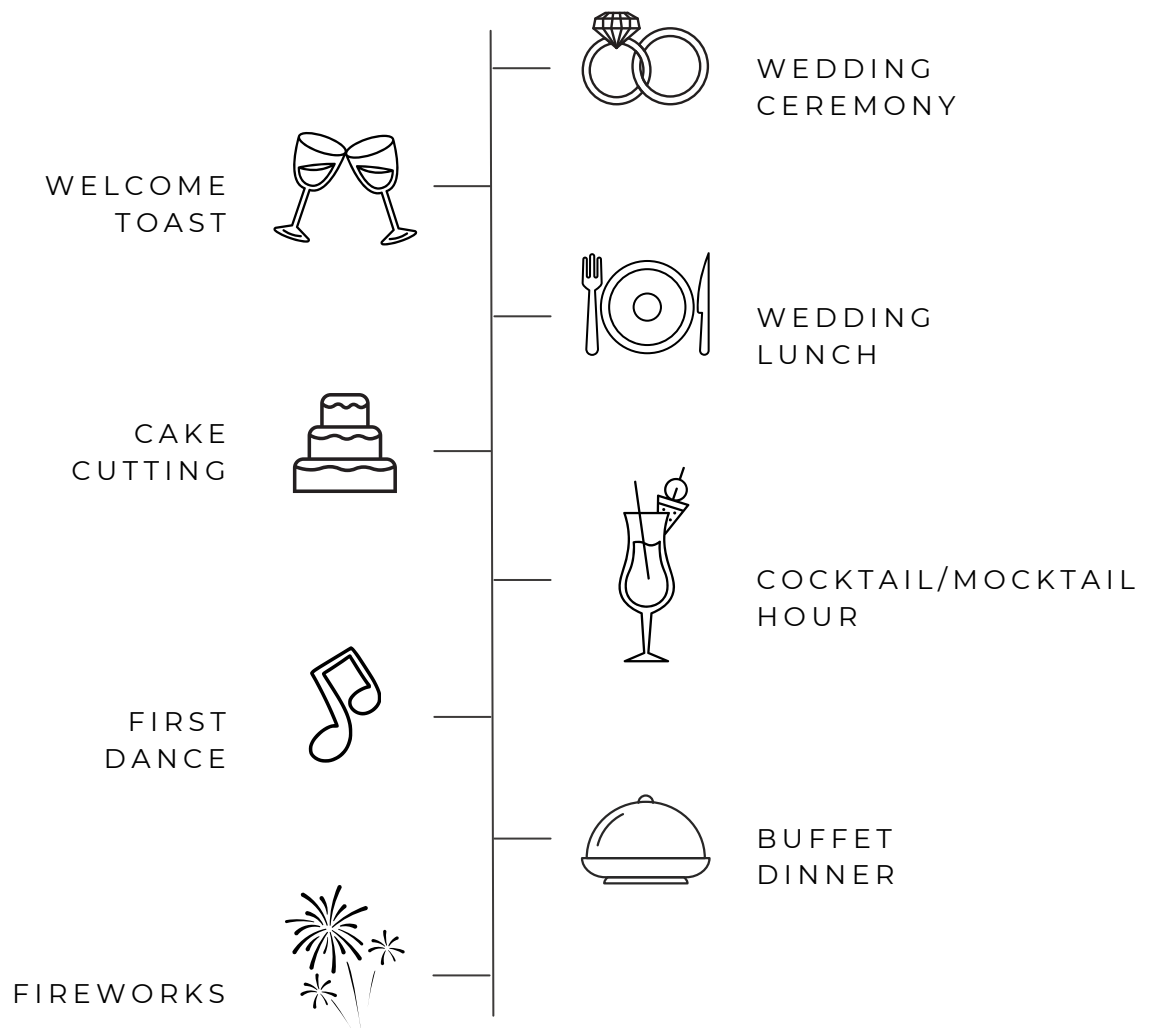 WEDDING
CEREMONY
WELCOME
TOAST
WEDDING
LUNCH
CAKE
CUTTING
COCKTAIL/MOCKTAIL
HOUR
FIRST
DANCE
BUFFET
DINNER
FIREWORKS